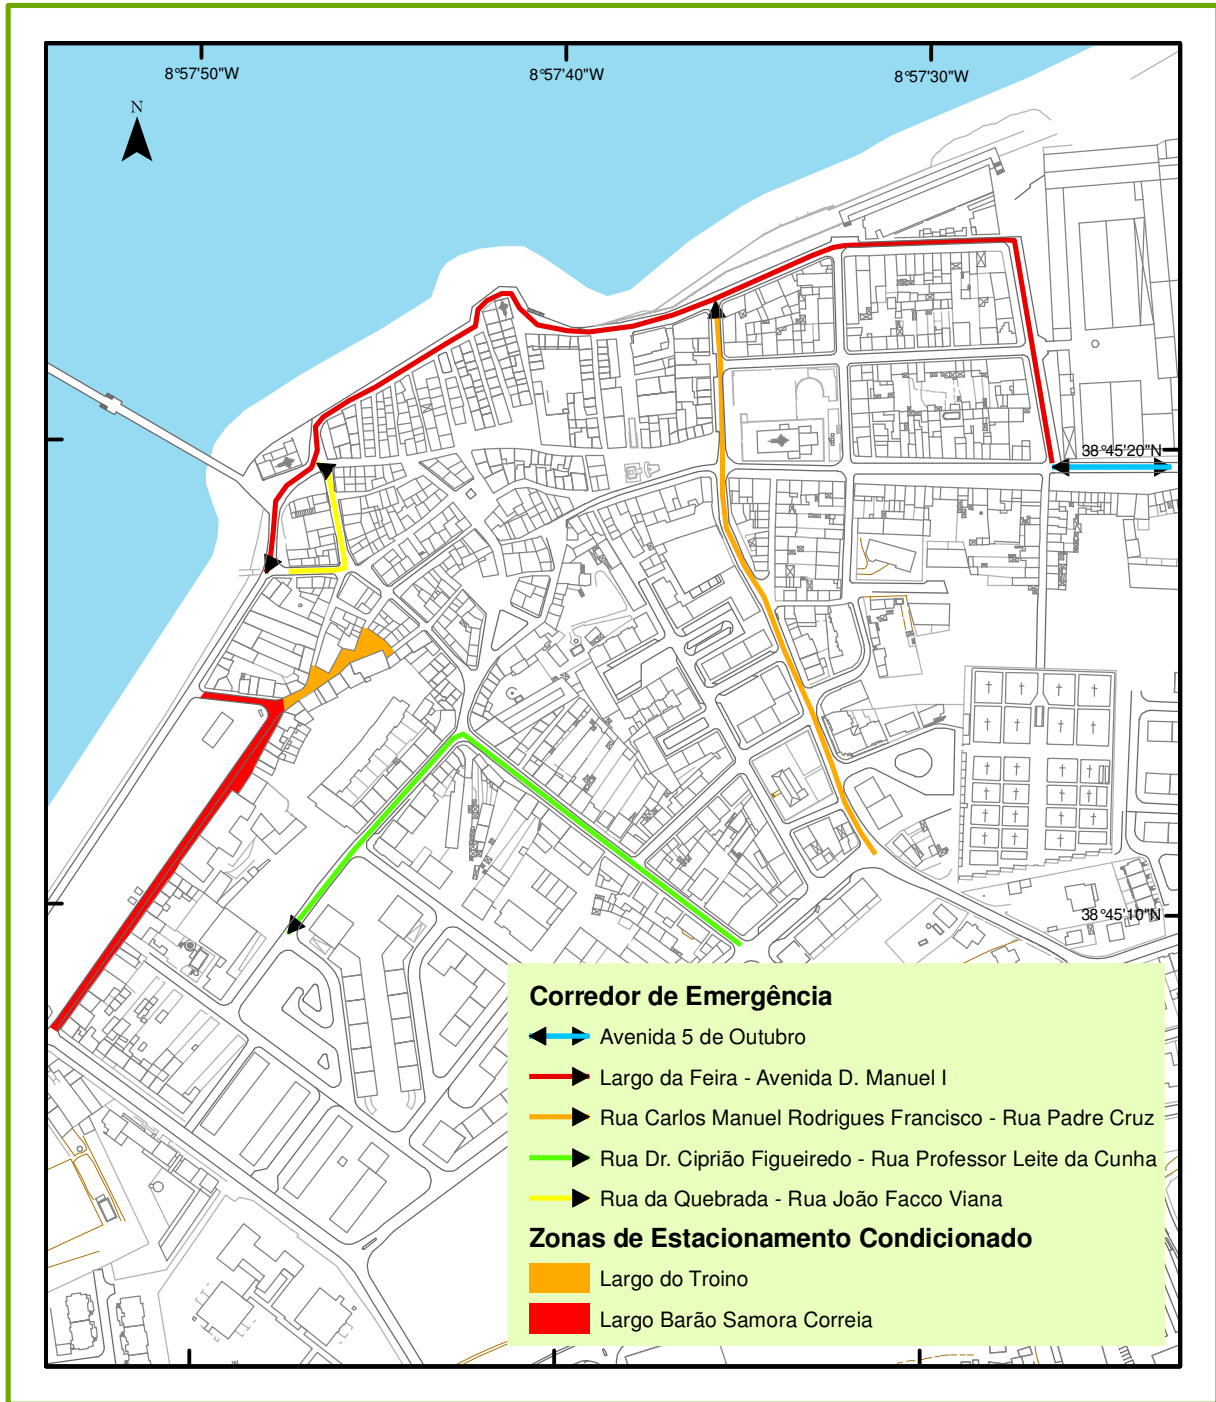 8°57'50"W
8°57'40"W
8°57'30"W
N
38°45'20"N
38°45'10"N
Corredor de Emergência
Avenida 5 de Outubro
Largo da Feira - Avenida D. Manuel I
Rua Carlos Manuel Rodrigues Francisco - Rua Padre Cruz
Rua Dr. Ciprião Figueiredo - Rua Professor Leite da Cunha
Rua da Quebrada - Rua João Facco Viana
Zonas de Estacionamento Condicionado
Largo do Troino
Largo Barão Samora Correia